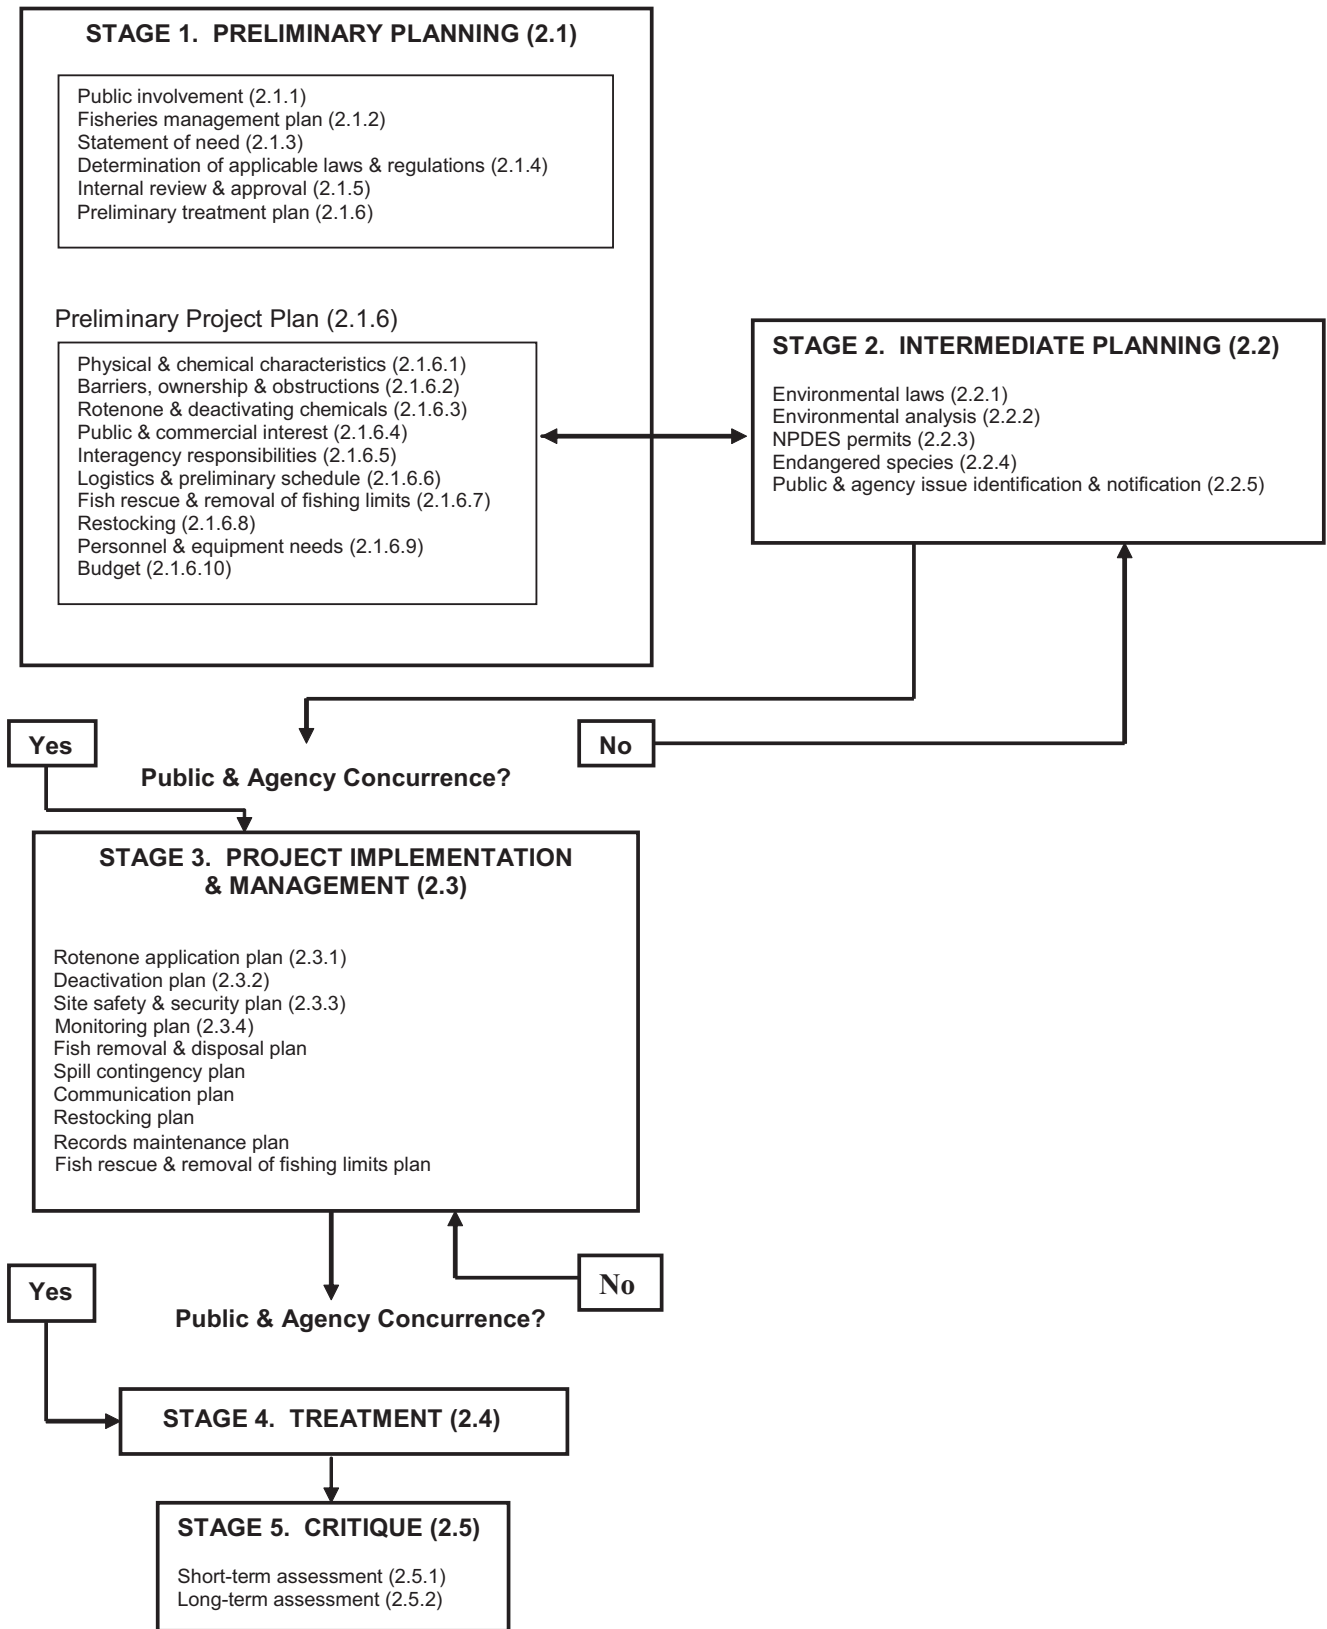 STAGE 1. PRELIMINARY PLANNING (2.1)
Public involvement (2.1.1)
Fisheries management plan (2.1.2)
Statement of need (2.1.3)
Determination of applicable laws & regulations (2.1.4)
Internal review & approval (2.1.5)
Preliminary treatment plan (2.1.6)
Preliminary Project Plan (2.1.6)
Physical & chemical characteristics (2.1.6.1)
Barriers, ownership & obstructions (2.1.6.2)
Rotenone & deactivating chemicals (2.1.6.3)
Public & commercial interest (2.1.6.4)
Interagency responsibilities (2.1.6.5)
Logistics & preliminary schedule (2.1.6.6)
Fish rescue & removal of fishing limits (2.1.6.7)
Restocking (2.1.6.8)
Personnel & equipment needs (2.1.6.9)
Budget (2.1.6.10)
STAGE 2. INTERMEDIATE PLANNING (2.2)
Environmental laws (2.2.1)
Environmental analysis (2.2.2)
NPDES permits (2.2.3)
Endangered species (2.2.4)
Public & agency issue identification & notification (2.2.5)
Yes
No
Public & Agency Concurrence?
STAGE 3. PROJECT IMPLEMENTATION
& MANAGEMENT (2.3)
Rotenone application plan (2.3.1)
Deactivation plan (2.3.2)
Site safety & security plan (2.3.3)
Monitoring plan (2.3.4)
Fish removal & disposal plan
Spill contingency plan
Communication plan
Restocking plan
Records maintenance plan
Fish rescue & removal of fishing limits plan
Yes
No
Public & Agency Concurrence?
STAGE 4. TREATMENT (2.4)
STAGE 5. CRITIQUE (2.5)
Short-term assessment (2.5.1)
Long-term assessment (2.5.2)